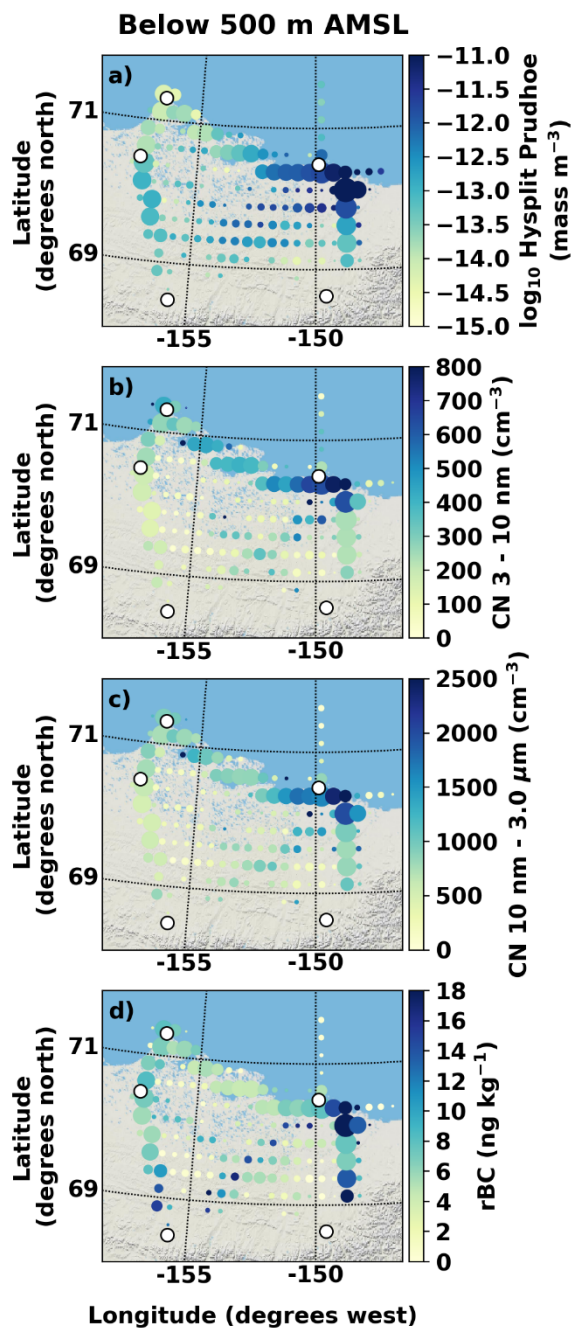 Below 500 m AMSL
a)
71
69
Latitude
(degrees north)
-155
-150
−11.0
−11.5
−12.0
−12.5
−13.0
−13.5
−14.0
−14.5
−15.0
log₁₀ Hysplit Prudhoe
(mass m⁻³)
b)
71
69
Latitude
(degrees north)
-155
-150
800
700
600
500
400
300
200
100
0
CN 3 - 10 nm (cm⁻³)
c)
71
69
Latitude
(degrees north)
-155
-150
2500
2000
1500
1000
500
0
CN 10 nm - 3.0 μm (cm⁻³)
d)
71
69
Latitude
(degrees north)
-155
-150
18
16
14
12
10
8
6
4
2
0
rBC (ng kg⁻¹)
Longitude (degrees west)